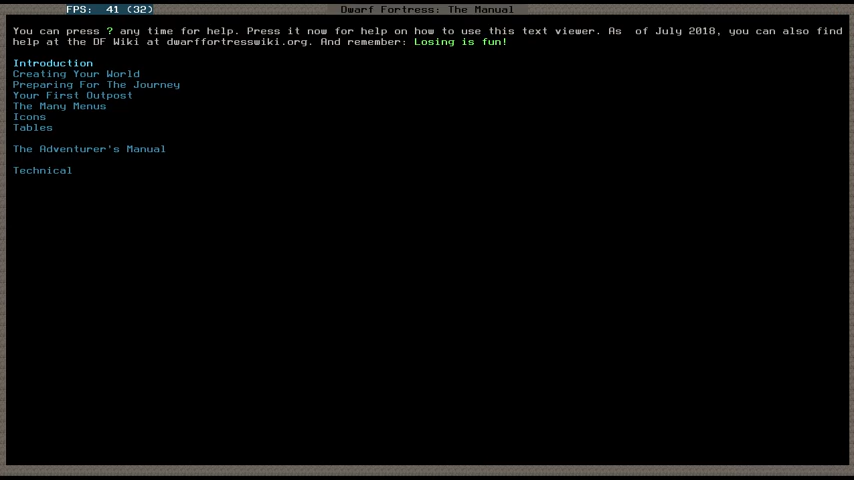 FPS: 41 (32) Dwarf Fortress: The Manual
You can press ? any time for help. Press it now for help on how to use this text viewer. As of July 2018, you can also find
help at the DF Wiki at dwarffortresswiki.org. And remember: Losing is fun!
Introduction
Creating Your World
Preparing For The Journey
Your First Outpost
The Many Menus
Icons
Tables
The Adventurer's Manual
Technical